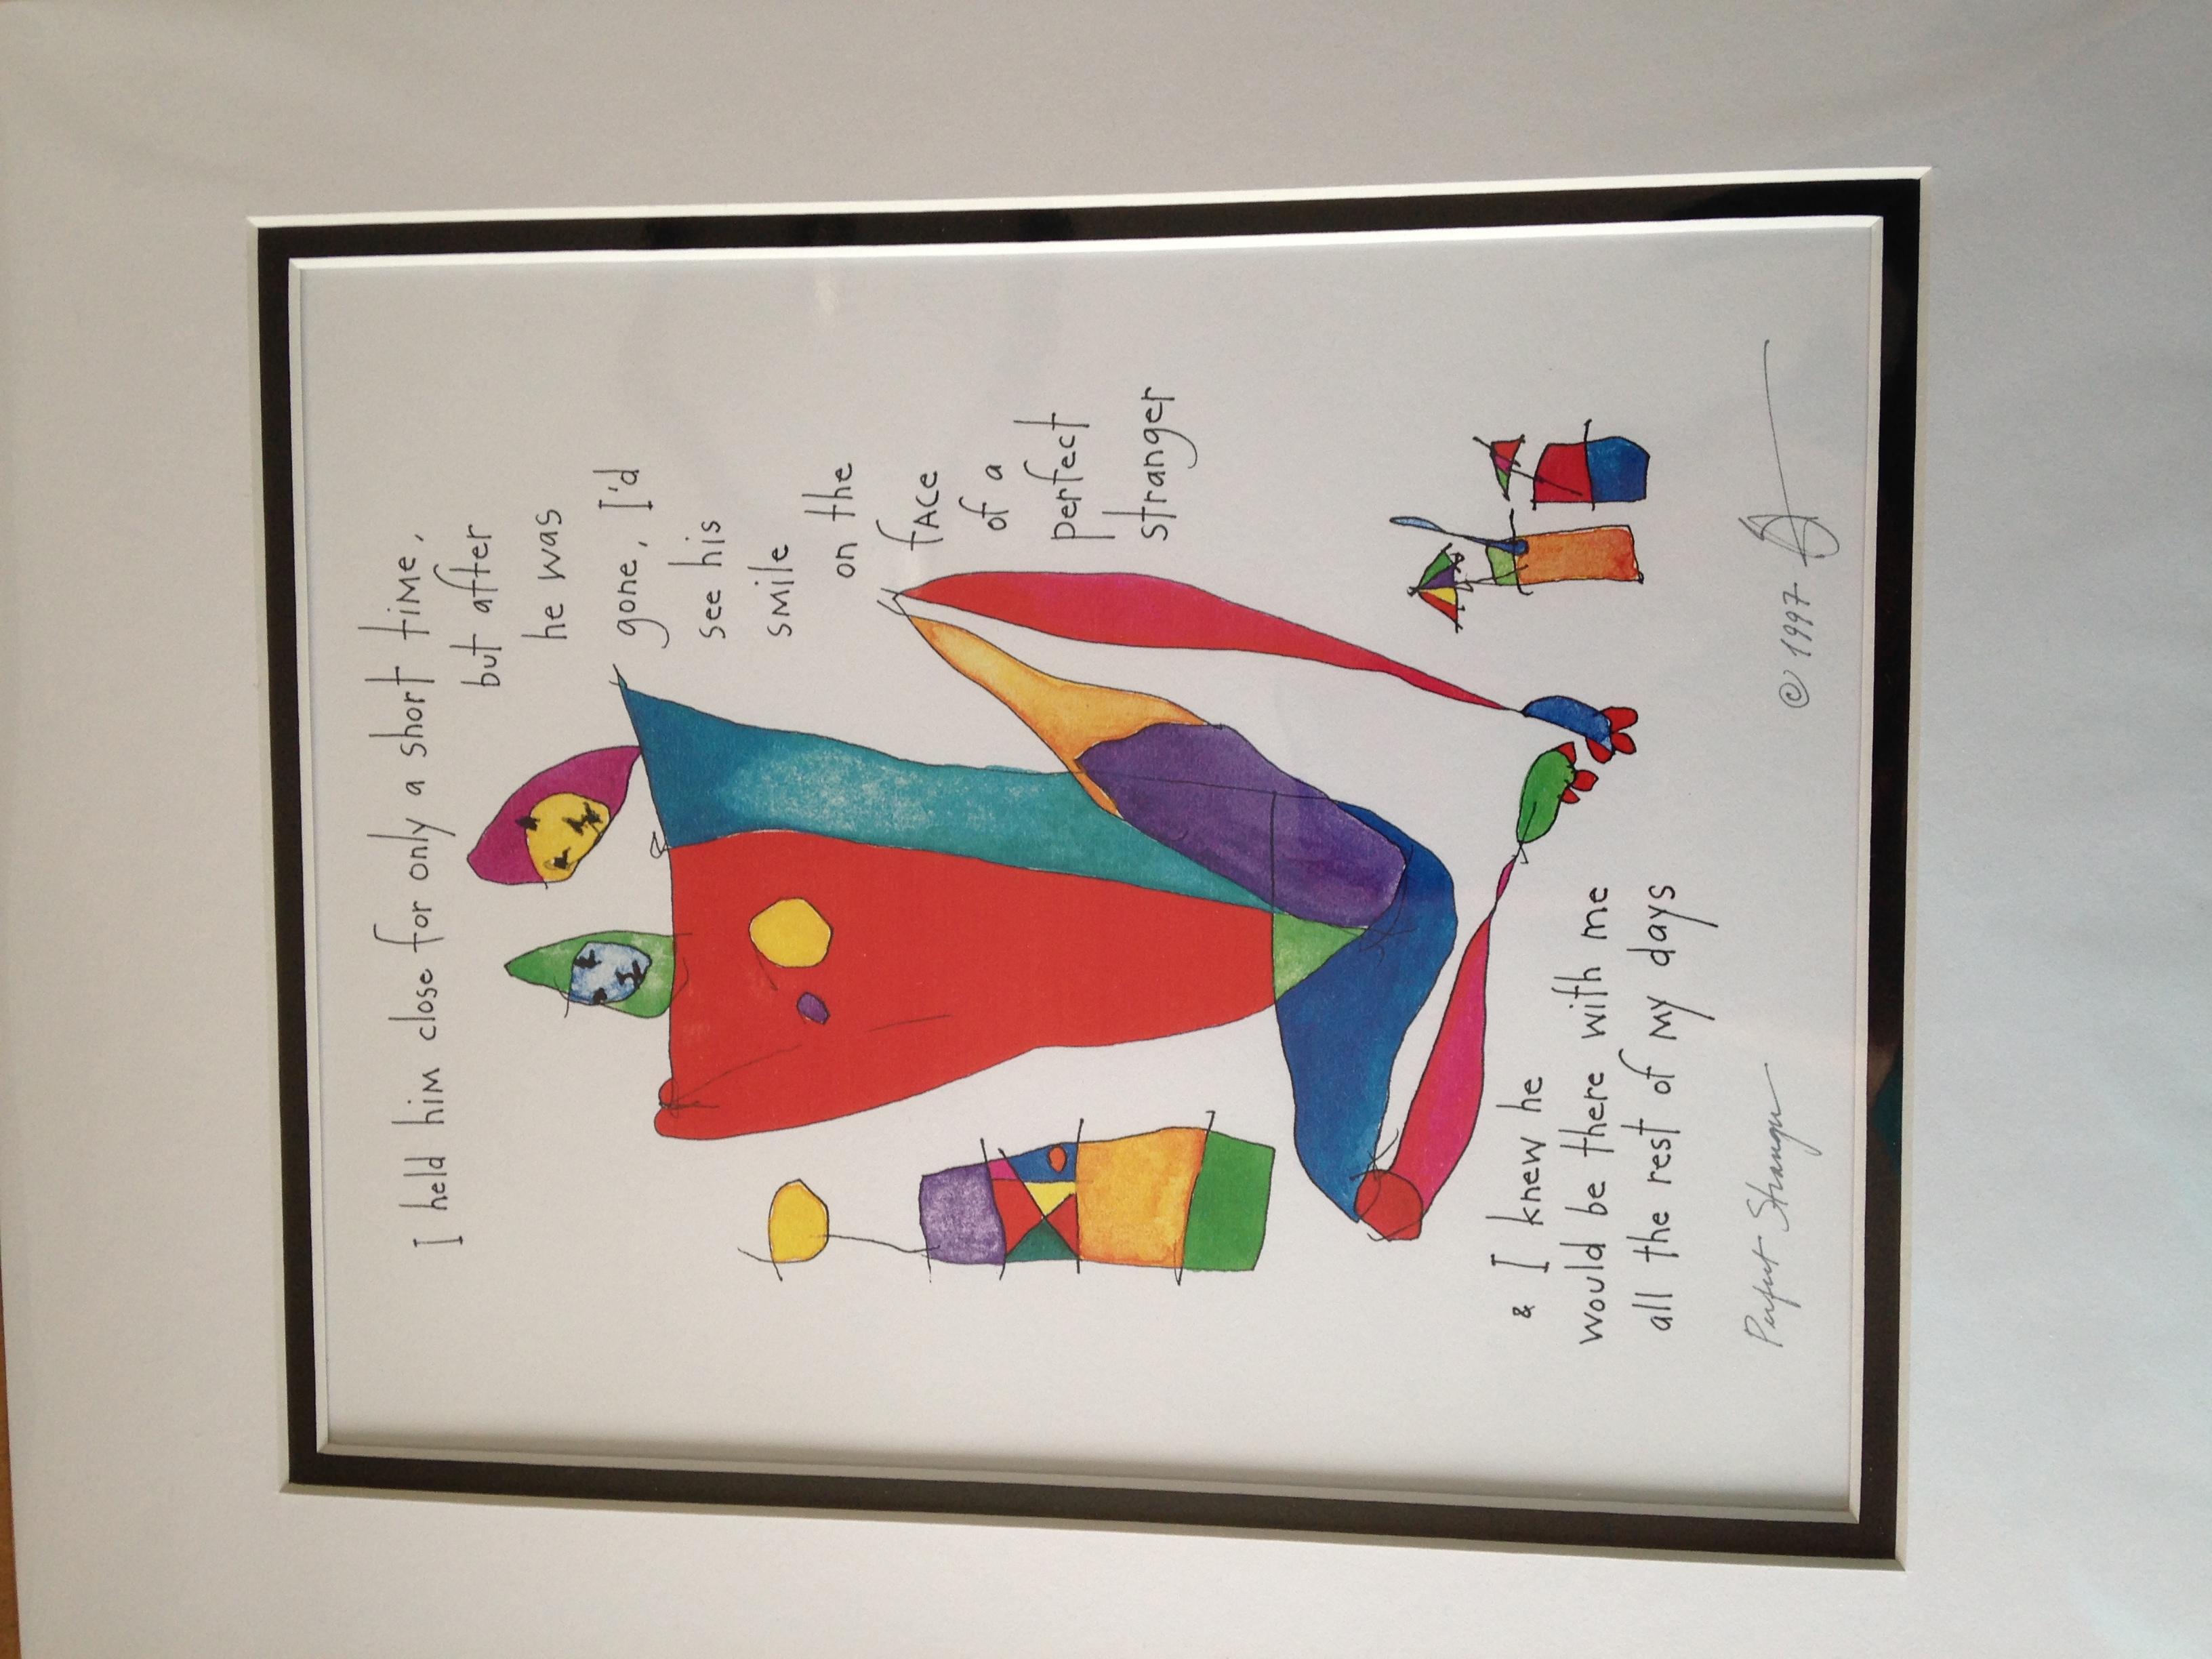 I held him close for only a short time,
but after
he was
gone, I'd
see his
smile
on the
face
of a
perfect
stranger
& I knew he
would be there with me
all the rest of my days
Perfect Stranger
© 1997